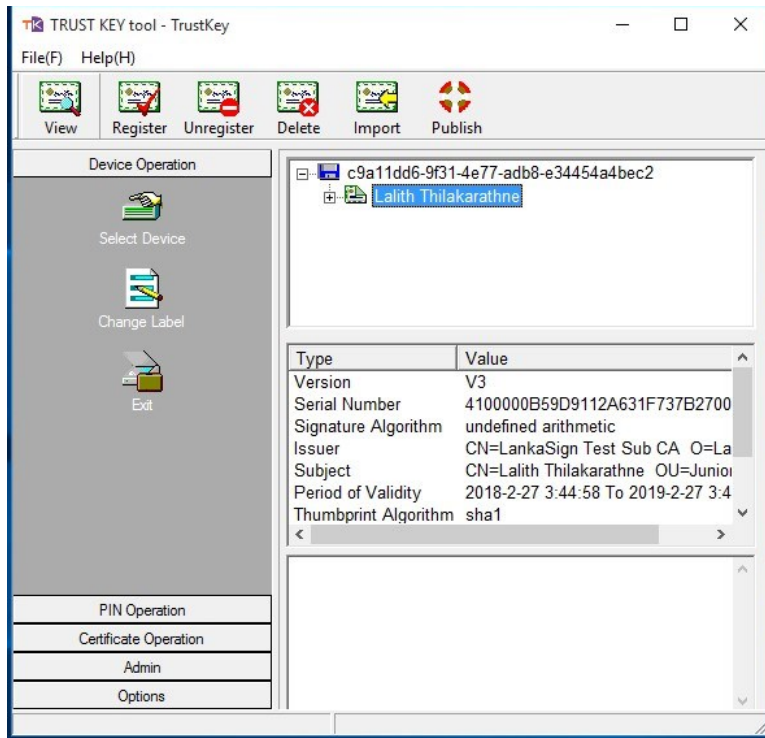 TRUST KEY tool - TrustKey
File(F) Help(H)
View Register Unregister Delete Import Publish
Device Operation
Select Device
Change Label
Exit
PIN Operation
Certificate Operation
Admin
Options
c9a11dd6-9f31-4e77-adb8-e34454a4bec2
Lalith Thilakarathne
Type Value
Version V3
Serial Number 4100000B59D9112A631F737B2700
Signature Algorithm undefined arithmetic
Issuer CN=LankaSign Test Sub CA O=La
Subject CN=Lalith Thilakarathne OU=Junior
Period of Validity 2018-2-27 3:44:58 To 2019-2-27 3:4
Thumbprint Algorithm sha1